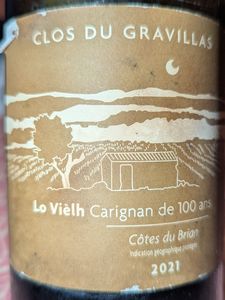 CLOS DU GRAVILLAS
Lo Vièlh Carignan de 100 ans
Côtes du Brian
Indication géographique protégée
2021